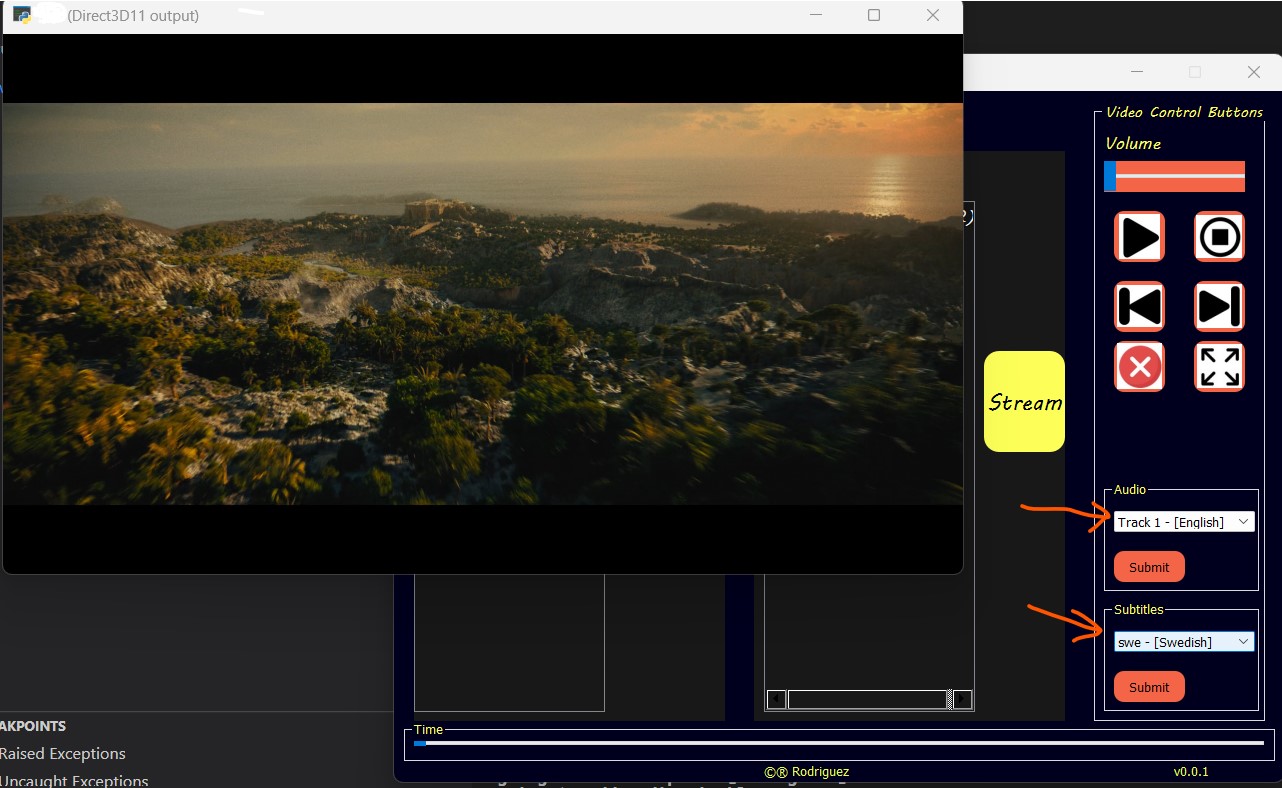 (Direct3D11 output)
Video Control Buttons
Volume
Stream
Audio
Track 1 - [English]
Submit
Subtitles
swe - [Swedish]
Submit
AKPOINTS
Raised Exceptions
Uncaught Exceptions
Time
©® Rodriguez
v0.0.1